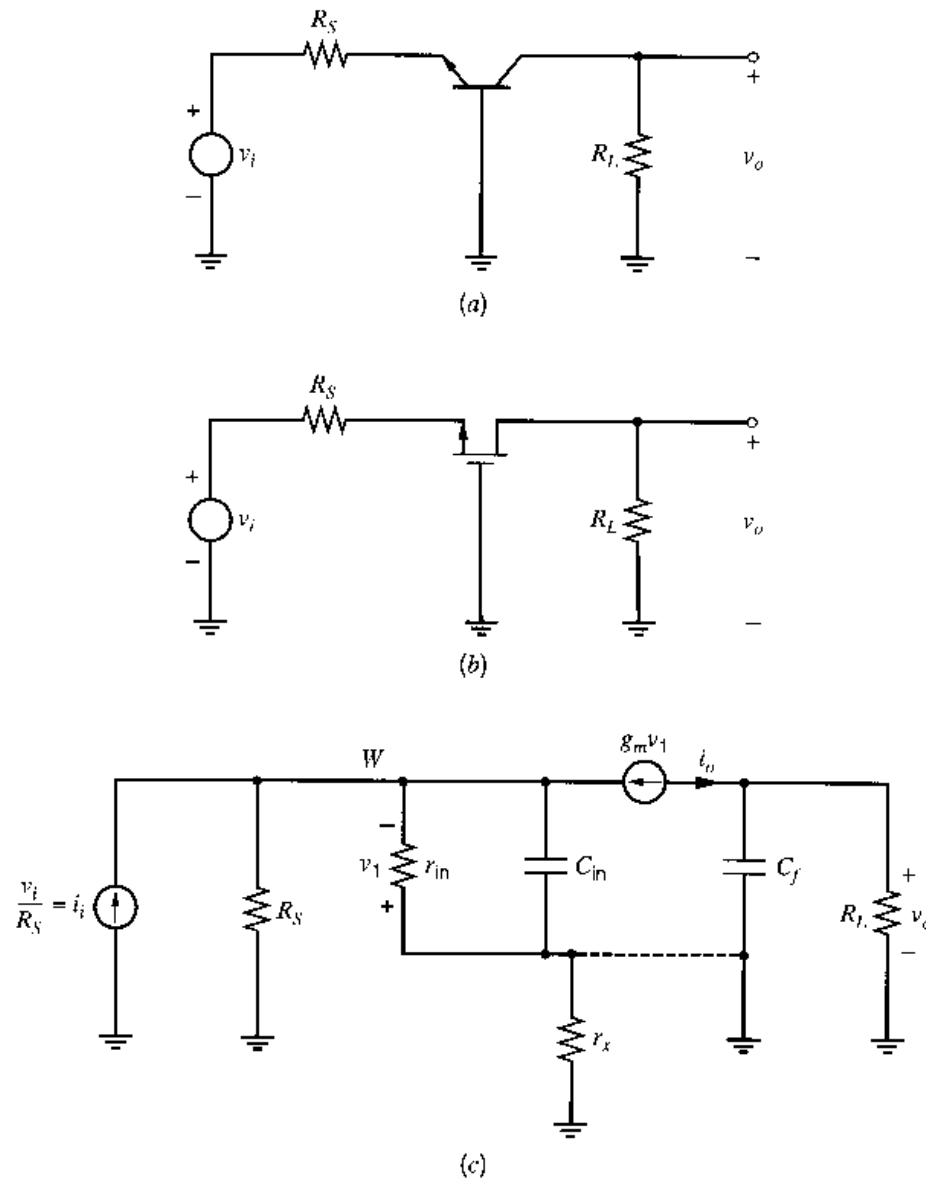 R_S
+
v_i
−
R_L
+
v_o
−
(a)
R_S
+
v_i
−
R_L
+
v_o
−
(b)
W
g_m v_1
i_o
v_i / R_S = i_i
R_S
−
v_1
+
r_in
C_in
C_f
R_L
+
v_o
−
r_x
(c)